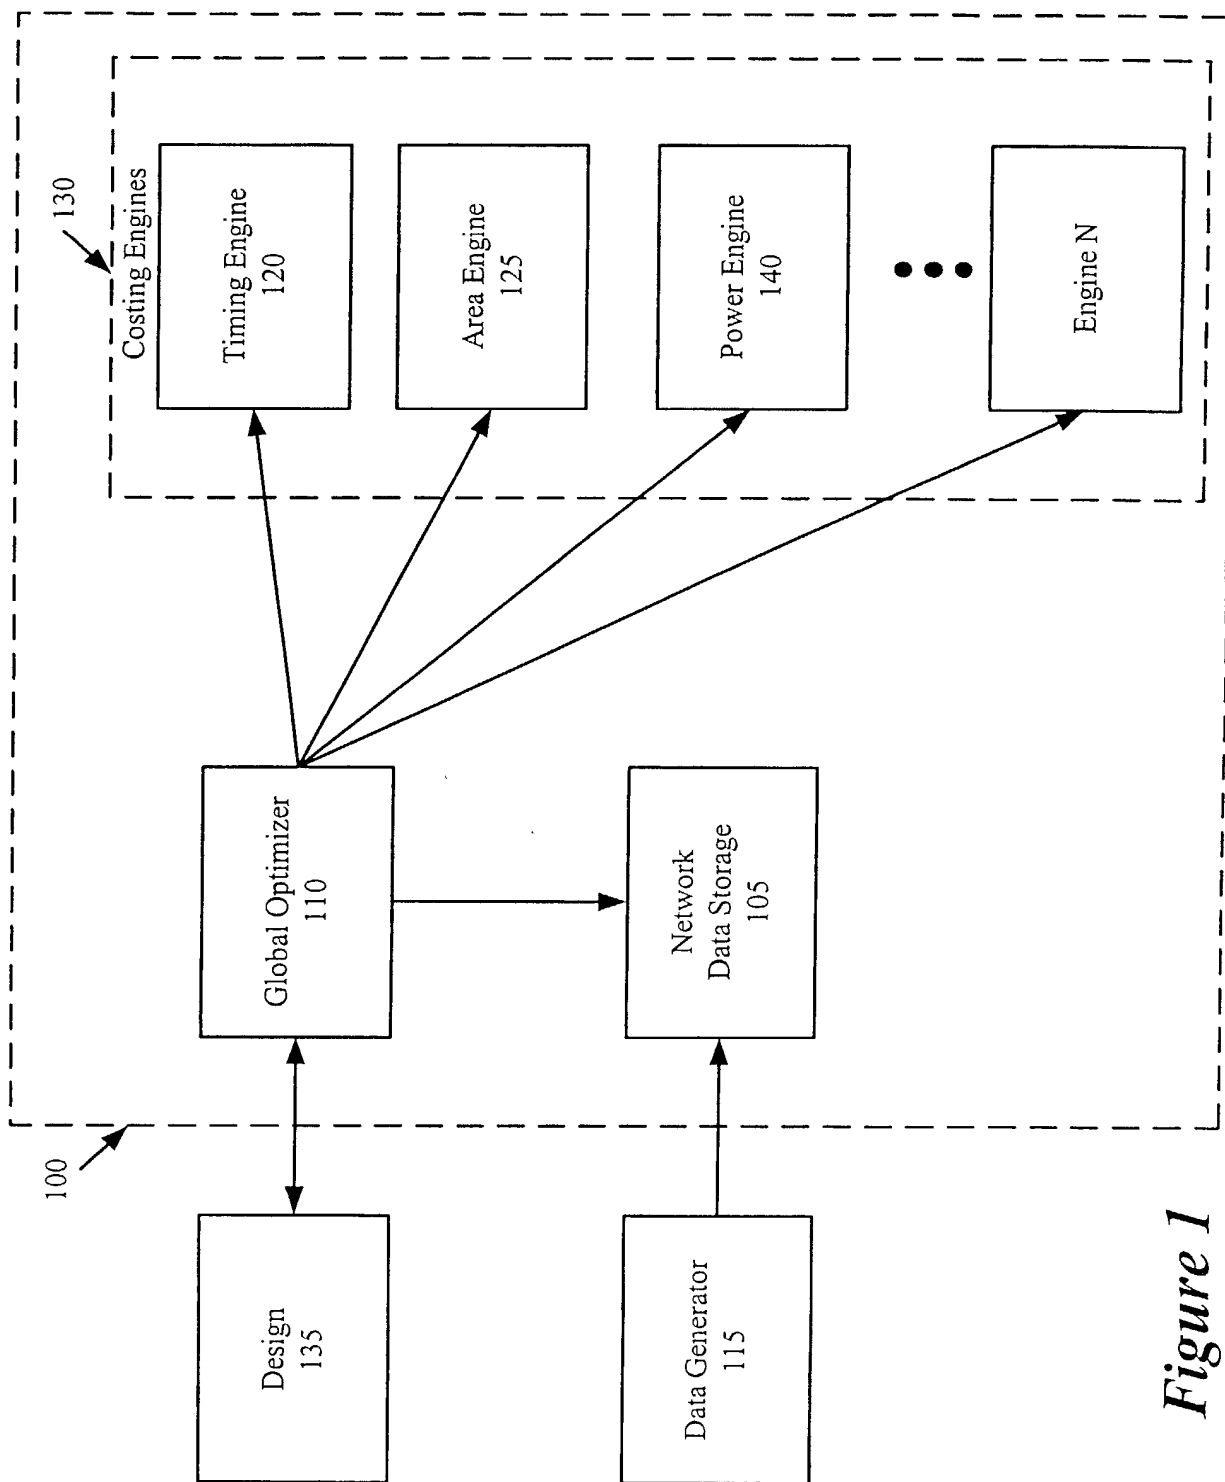 130
Costing Engines
Timing Engine
120
Area Engine
125
Power Engine
140
Engine N
Global Optimizer
110
Network
Data Storage
105
100
Design
135
Data Generator
115
Figure 1